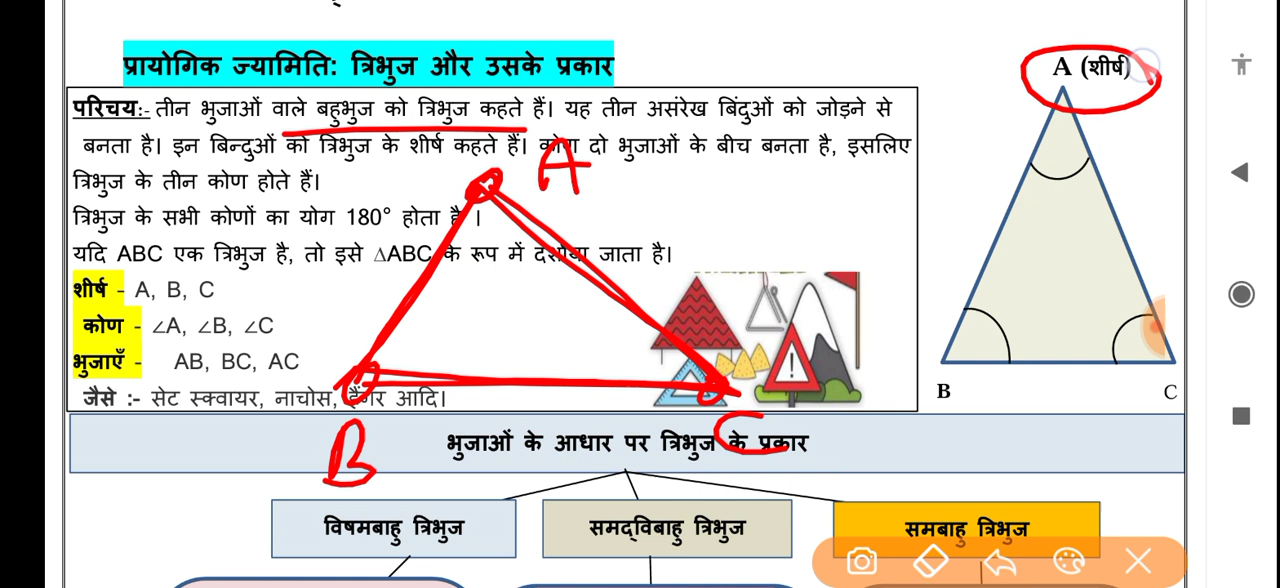 प्रायोगिक ज्यामिति: त्रिभुज और उसके प्रकार
A (शीर्ष)
परिचय:- तीन भुजाओं वाले बहुभुज को त्रिभुज कहते हैं। यह तीन असंरेख बिंदुओं को जोड़ने से
बनता है। इन बिन्दुओं को त्रिभुज के शीर्ष कहते हैं। कोण दो भुजाओं के बीच बनता है, इसलिए
त्रिभुज के तीन कोण होते हैं।
A
त्रिभुज के सभी कोणों का योग 180° होता है ।
यदि ABC एक त्रिभुज है, तो इसे ∆ABC के रूप में दर्शाया जाता है।
शीर्ष - A, B, C
कोण - ∠A, ∠B, ∠C
भुजाएँ - AB, BC, AC
जैसे :- सेट स्क्वायर, नाचोस, हैंगर आदि।
!
B C
B
C
भुजाओं के आधार पर त्रिभुज के प्रकार
विषमबाहु त्रिभुज
समद्विबाहु त्रिभुज
समबाहु त्रिभुज